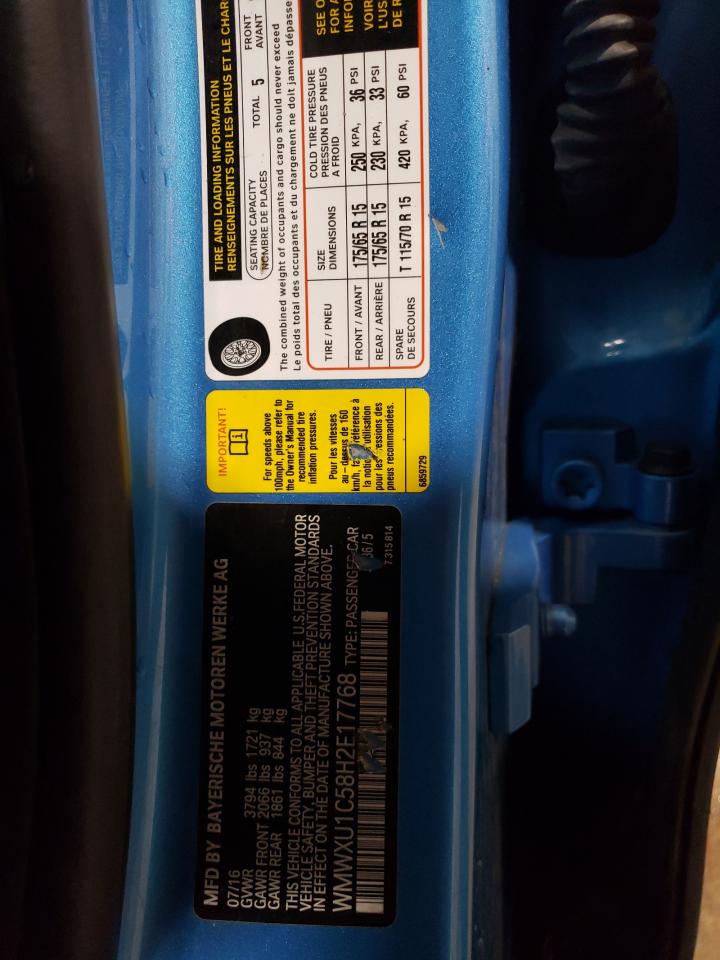 MFD BY BAYERISCHE MOTOREN WERKE AG
07/16
GVWR 3794 lbs 1721 kg
GAWR FRONT 2066 lbs 937 kg
GAWR REAR 1861 lbs 844 kg
THIS VEHICLE CONFORMS TO ALL APPLICABLE U.S.FEDERAL MOTOR
VEHICLE SAFETY, BUMPER AND THEFT PREVENTION STANDARDS
IN EFFECT ON THE DATE OF MANUFACTURE SHOWN ABOVE.
WMWXU1C58H2E17768 TYPE: PASSENGER CAR
7315814
IMPORTANT!
For speeds above
100mph, please refer to
the Owner's Manual for
recommended tire
inflation pressures.
Pour les vitesses
au - dessus de 160
km/h, référence à
la utilisation
pour les pressions des
pneus recommandées.
6859729
TIRE AND LOADING INFORMATION
RENSEIGNEMENTS SUR LES PNEUS ET LE CHAR
SEATING CAPACITY
NOMBRE DE PLACES
TOTAL 5
FRONT
AVANT
The combined weight of occupants and cargo should never exceed
Le poids total des occupants et du chargement ne doit jamais dépasse
TIRE / PNEU
SIZE
DIMENSIONS
COLD TIRE PRESSURE
PRESSION DES PNEUS
A FROID
FRONT / AVANT 175/65 R 15 250 KPA, 36 PSI
REAR / ARRIÈRE 175/65 R 15 230 KPA, 33 PSI
SPARE
DE SECOURS
T 115/70 R 15 420 KPA, 60 PSI
SEE O
FOR A
INFOR
VOIR
L'US
DE R